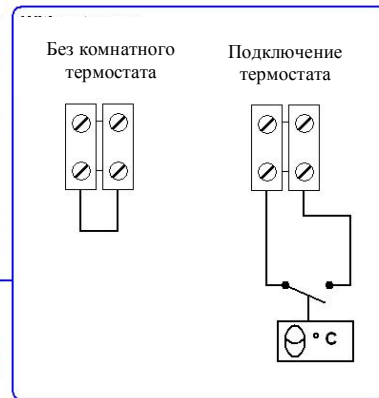 Без комнатного
термостата
Подключение
термостата
° C